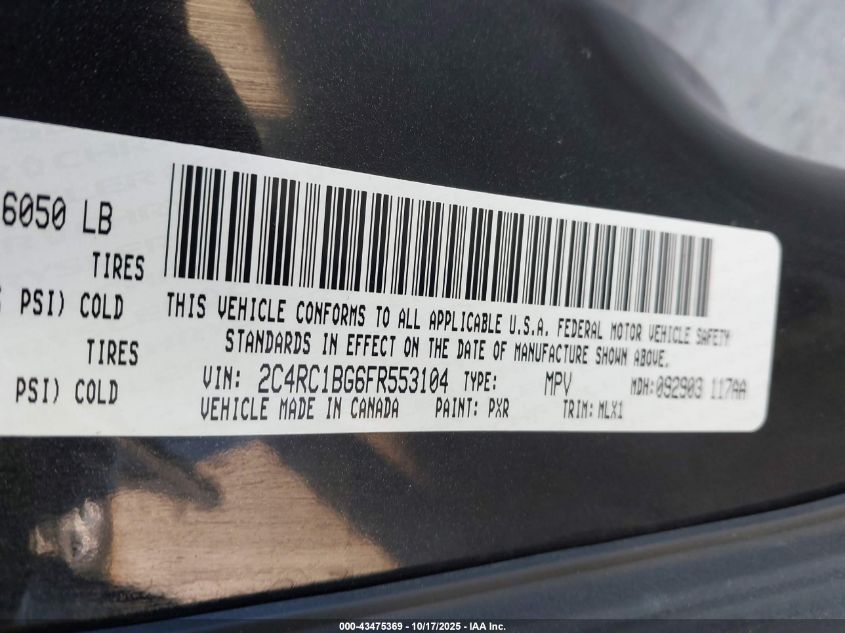 6050 LB
TIRES
PSI) COLD
TIRES
PSI) COLD
THIS VEHICLE CONFORMS TO ALL APPLICABLE U.S.A. FEDERAL MOTOR VEHICLE SAFETY
STANDARDS IN EFFECT ON THE DATE OF MANUFACTURE SHOWN ABOVE.
VIN: 2C4RC1BG6FR553104 TYPE: MPV MDH: 092903 117AA
VEHICLE MADE IN CANADA PAINT: PXR TRIM: MLX1
000-43475369 - 10/17/2025 - IAA Inc.